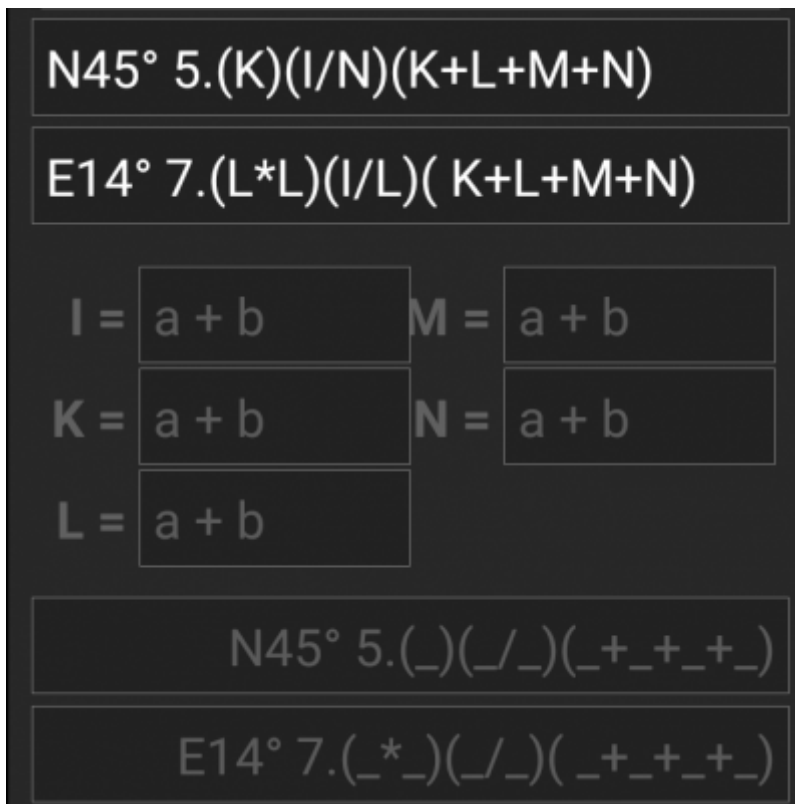 N45° 5.(K)(I/N)(K+L+M+N)
E14° 7.(L*L)(I/L)( K+L+M+N)
I = a + b M = a + b
K = a + b N = a + b
L = a + b
N45° 5.(_)(_/_)(_+_+_+_)
E14° 7.(_*_)(_/_)( _+_+_+_)